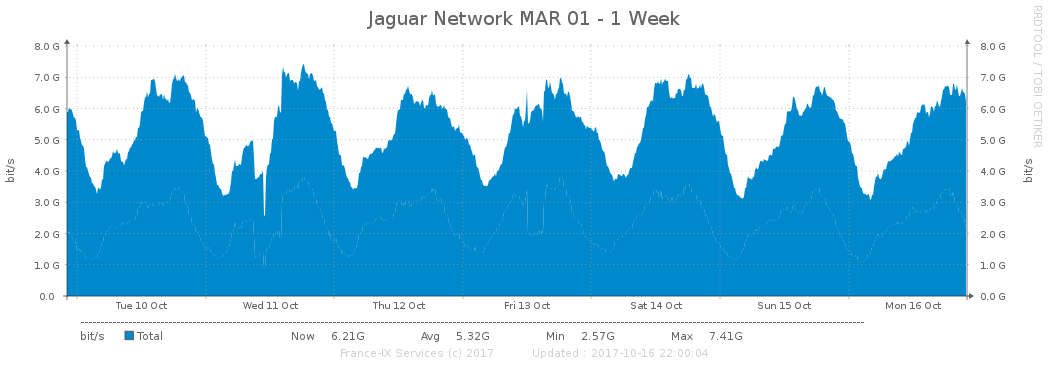 Jaguar Network MAR 01 - 1 Week
RRDTOOL / TOBI OETIKER
8.0 G 8.0 G
7.0 G 7.0 G
6.0 G 6.0 G
5.0 G 5.0 G
4.0 G 4.0 G
3.0 G 3.0 G
2.0 G 2.0 G
1.0 G 1.0 G
0.0 0.0 G
bit/s
bit/s
Tue 10 Oct Wed 11 Oct Thu 12 Oct Fri 13 Oct Sat 14 Oct Sun 15 Oct Mon 16 Oct
bit/s Total Now 6.21G Avg 5.32G Min 2.57G Max 7.41G
France-IX Services (c) 2017 Updated : 2017-10-16 22:00:04